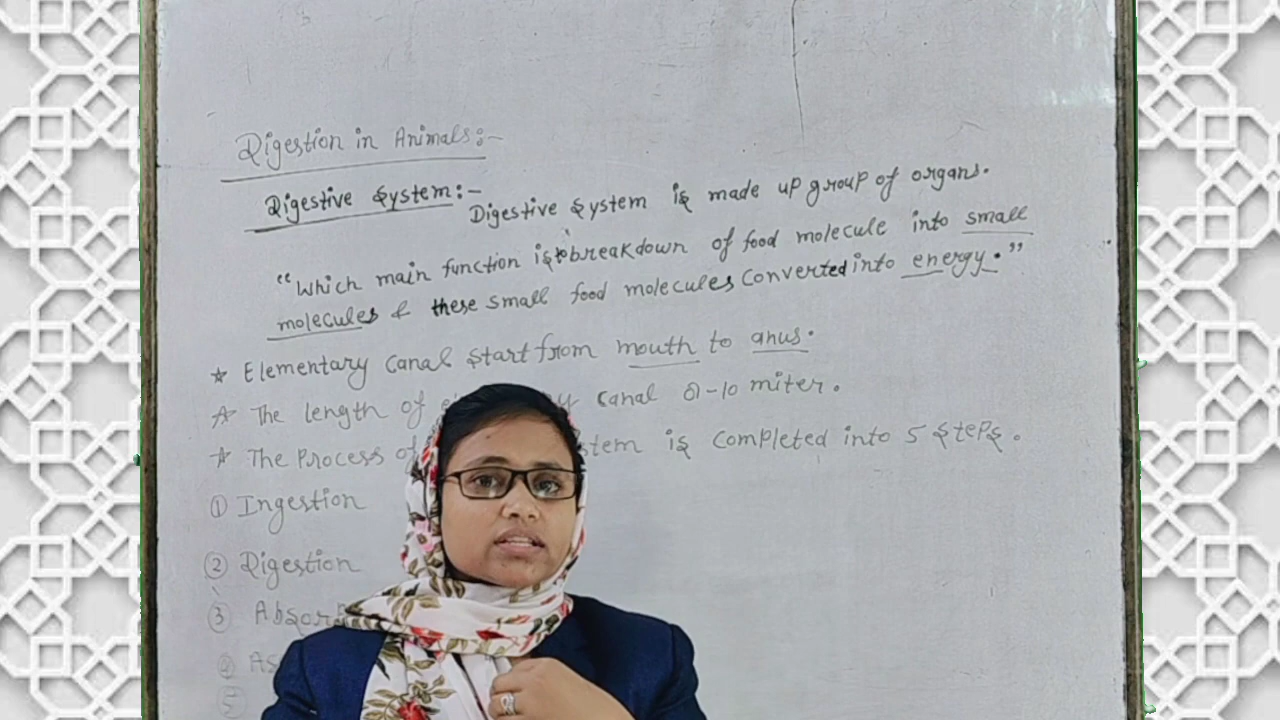 Digestion in Animals:-
Digestive System:- Digestive System is made up group of organs.
"Which main function is to breakdown of food molecule into small
molecules & these small food molecules Converted into energy."
☆ Elementary canal Start from mouth to anus.
☆ The length of canal 8-10 miter.
☆ The Process of is Completed into 5 Steps.
① Ingestion
② Digestion
③